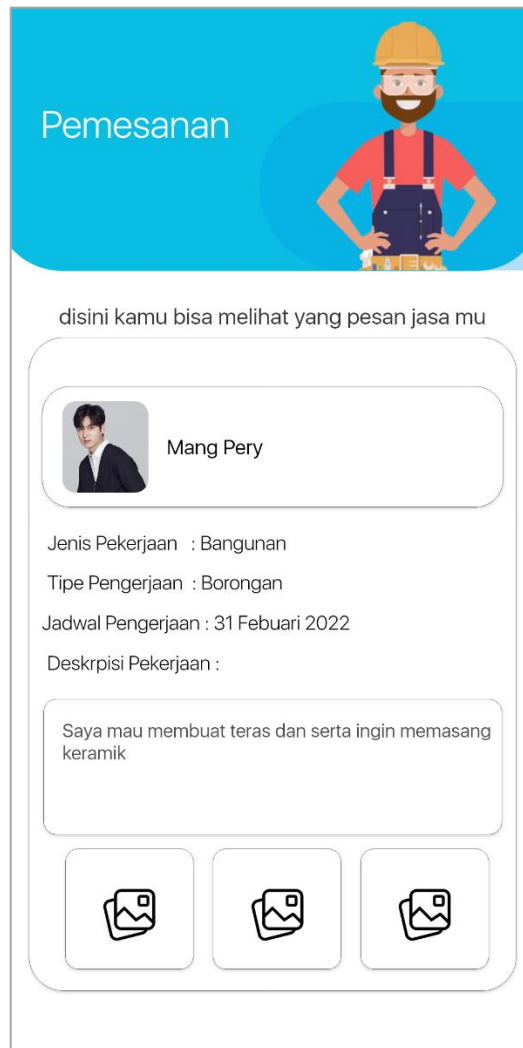 Pemesanan
disini kamu bisa melihat yang pesan jasa mu
Mang Pery
Jenis Pekerjaan : Bangunan
Tipe Pengerjaan : Borongan
Jadwal Pengerjaan : 31 Febuari 2022
Deskrpisi Pekerjaan :
Saya mau membuat teras dan serta ingin memasang
keramik